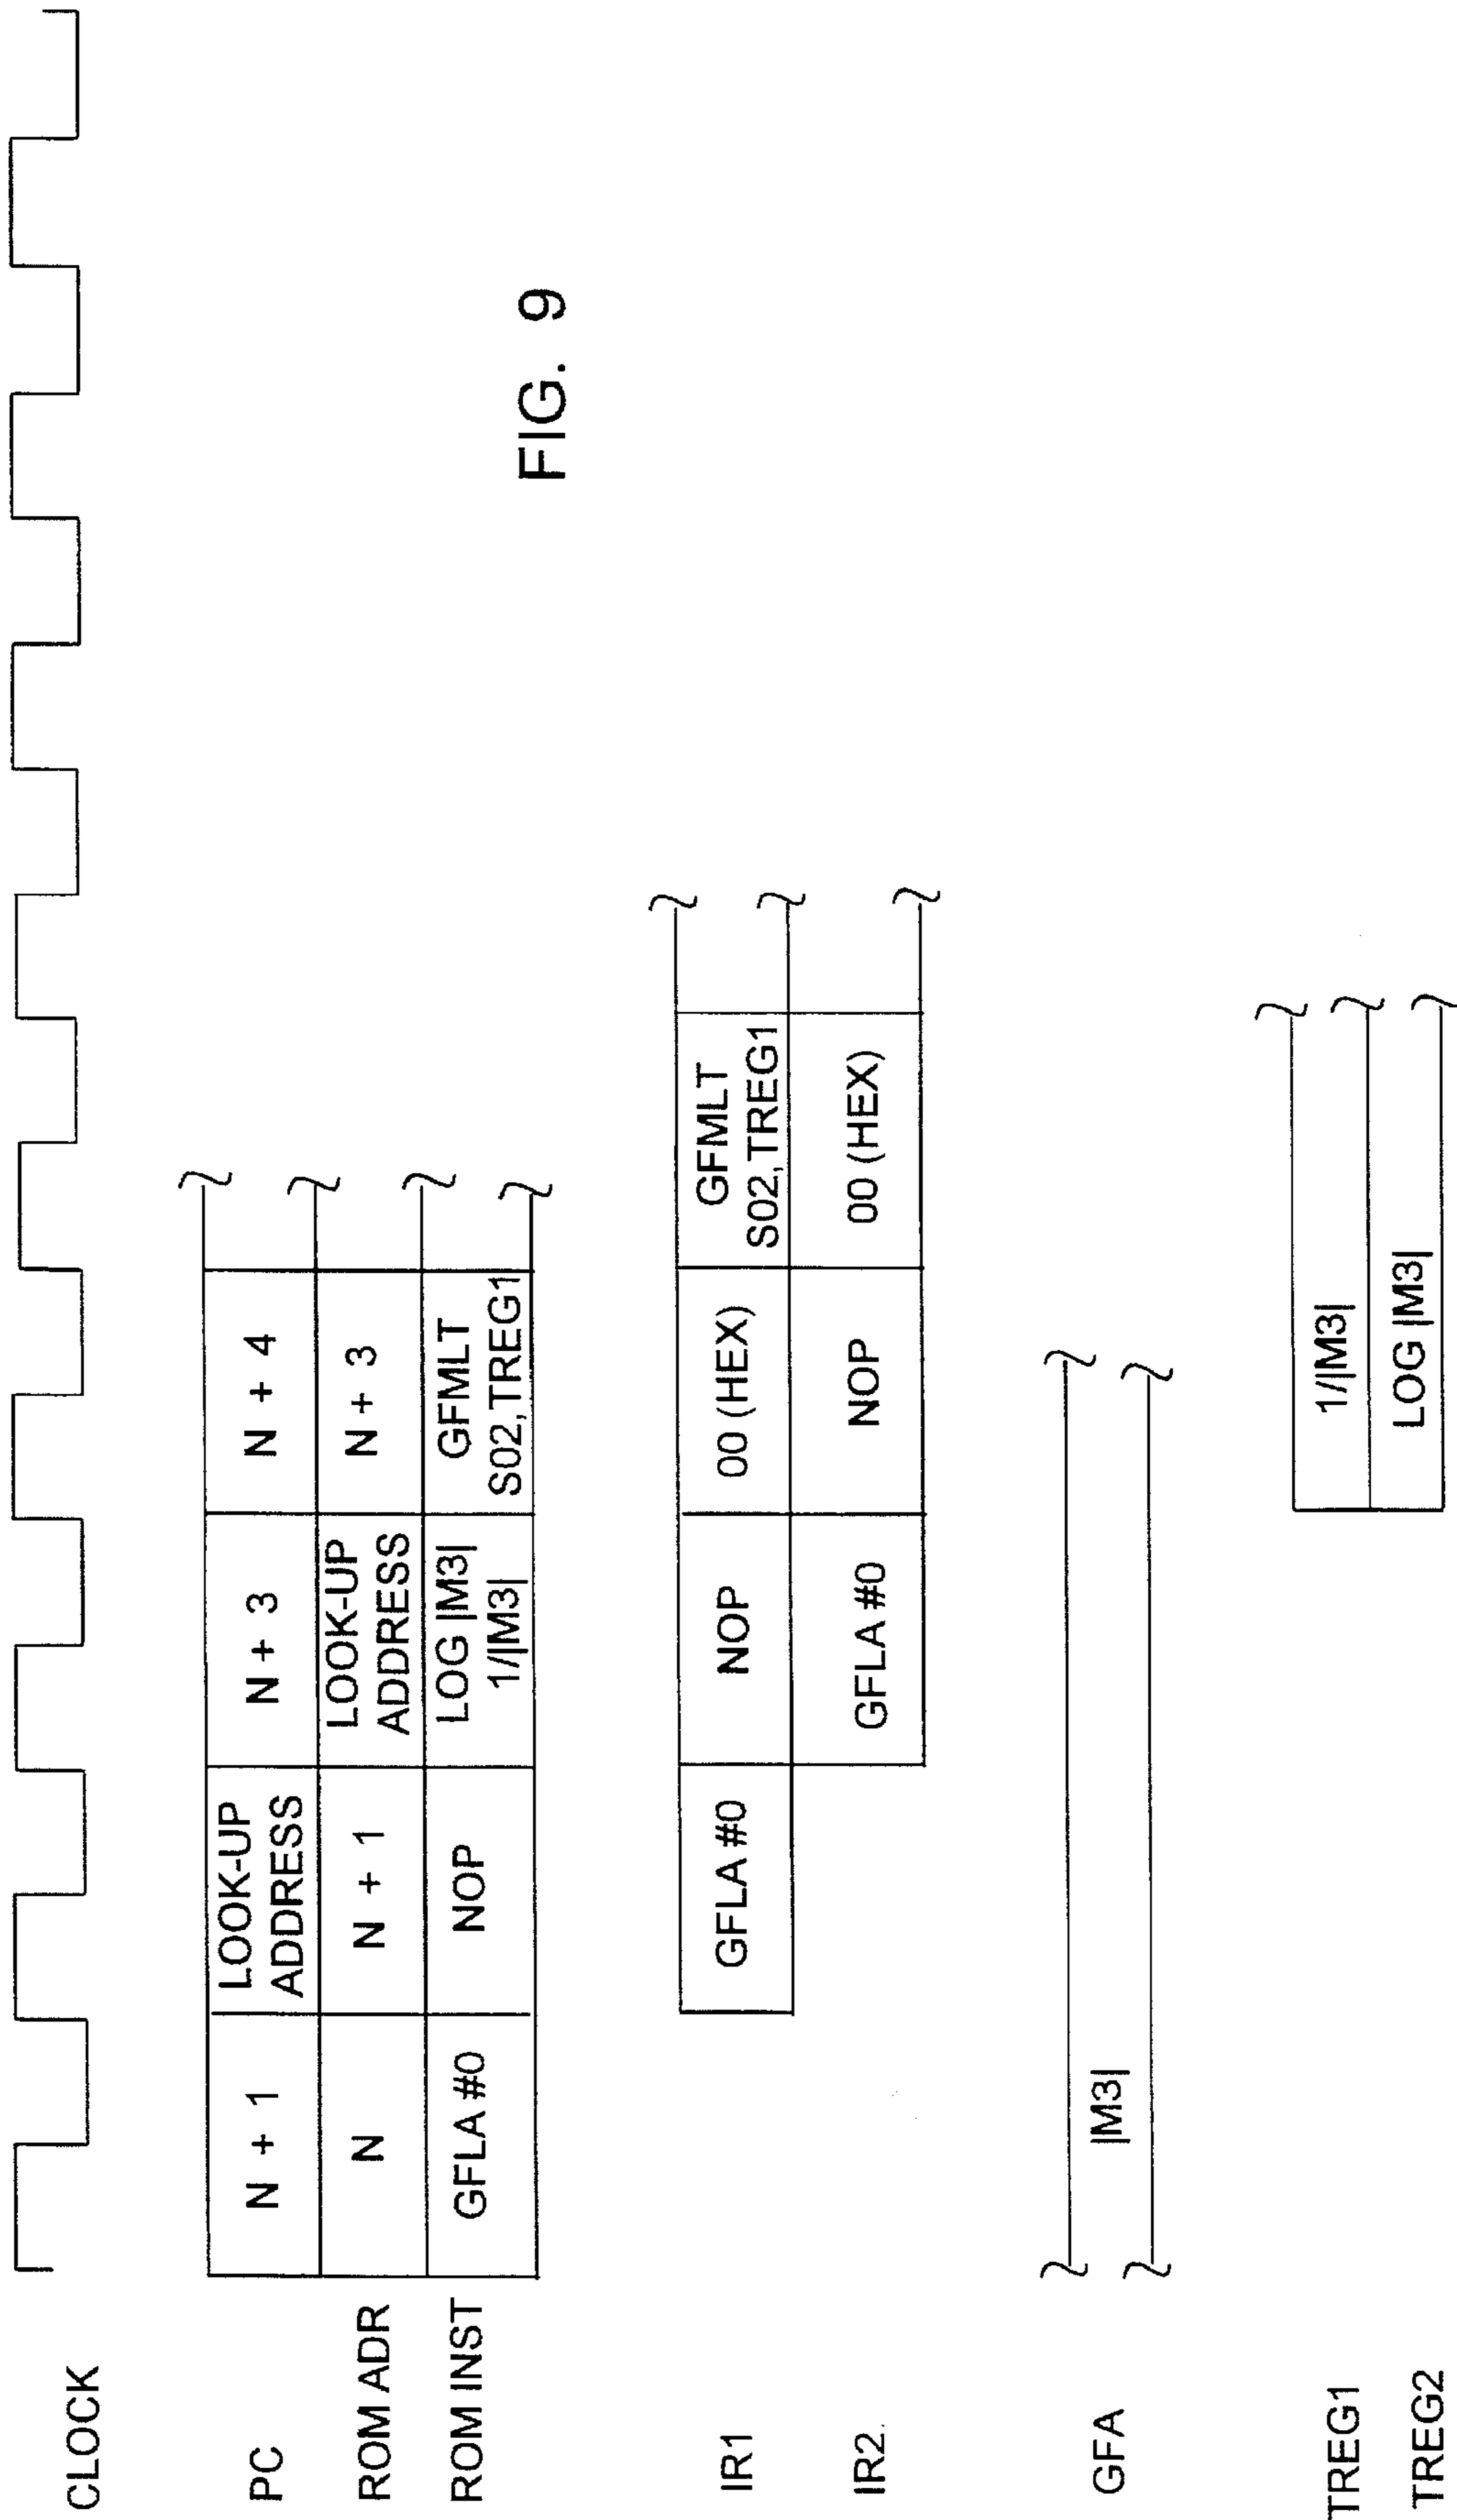 CLOCK
PC
N + 1
LOOK-UP
ADDRESS
N + 3
N + 4
ROM ADR
N
N + 1
LOOK-UP
ADDRESS
N + 3
ROM INST
GFLA #0
NOP
LOG |M3|
1/|M3|
GFMLT
S02,TREG1
FIG. 9
IR1
GFLA #0
NOP
00 (HEX)
GFMLT
S02,TREG1
IR2.
GFLA #0
NOP
00 (HEX)
GFA
|M3|
TREG1
1/|M3|
TREG2
LOG |M3|